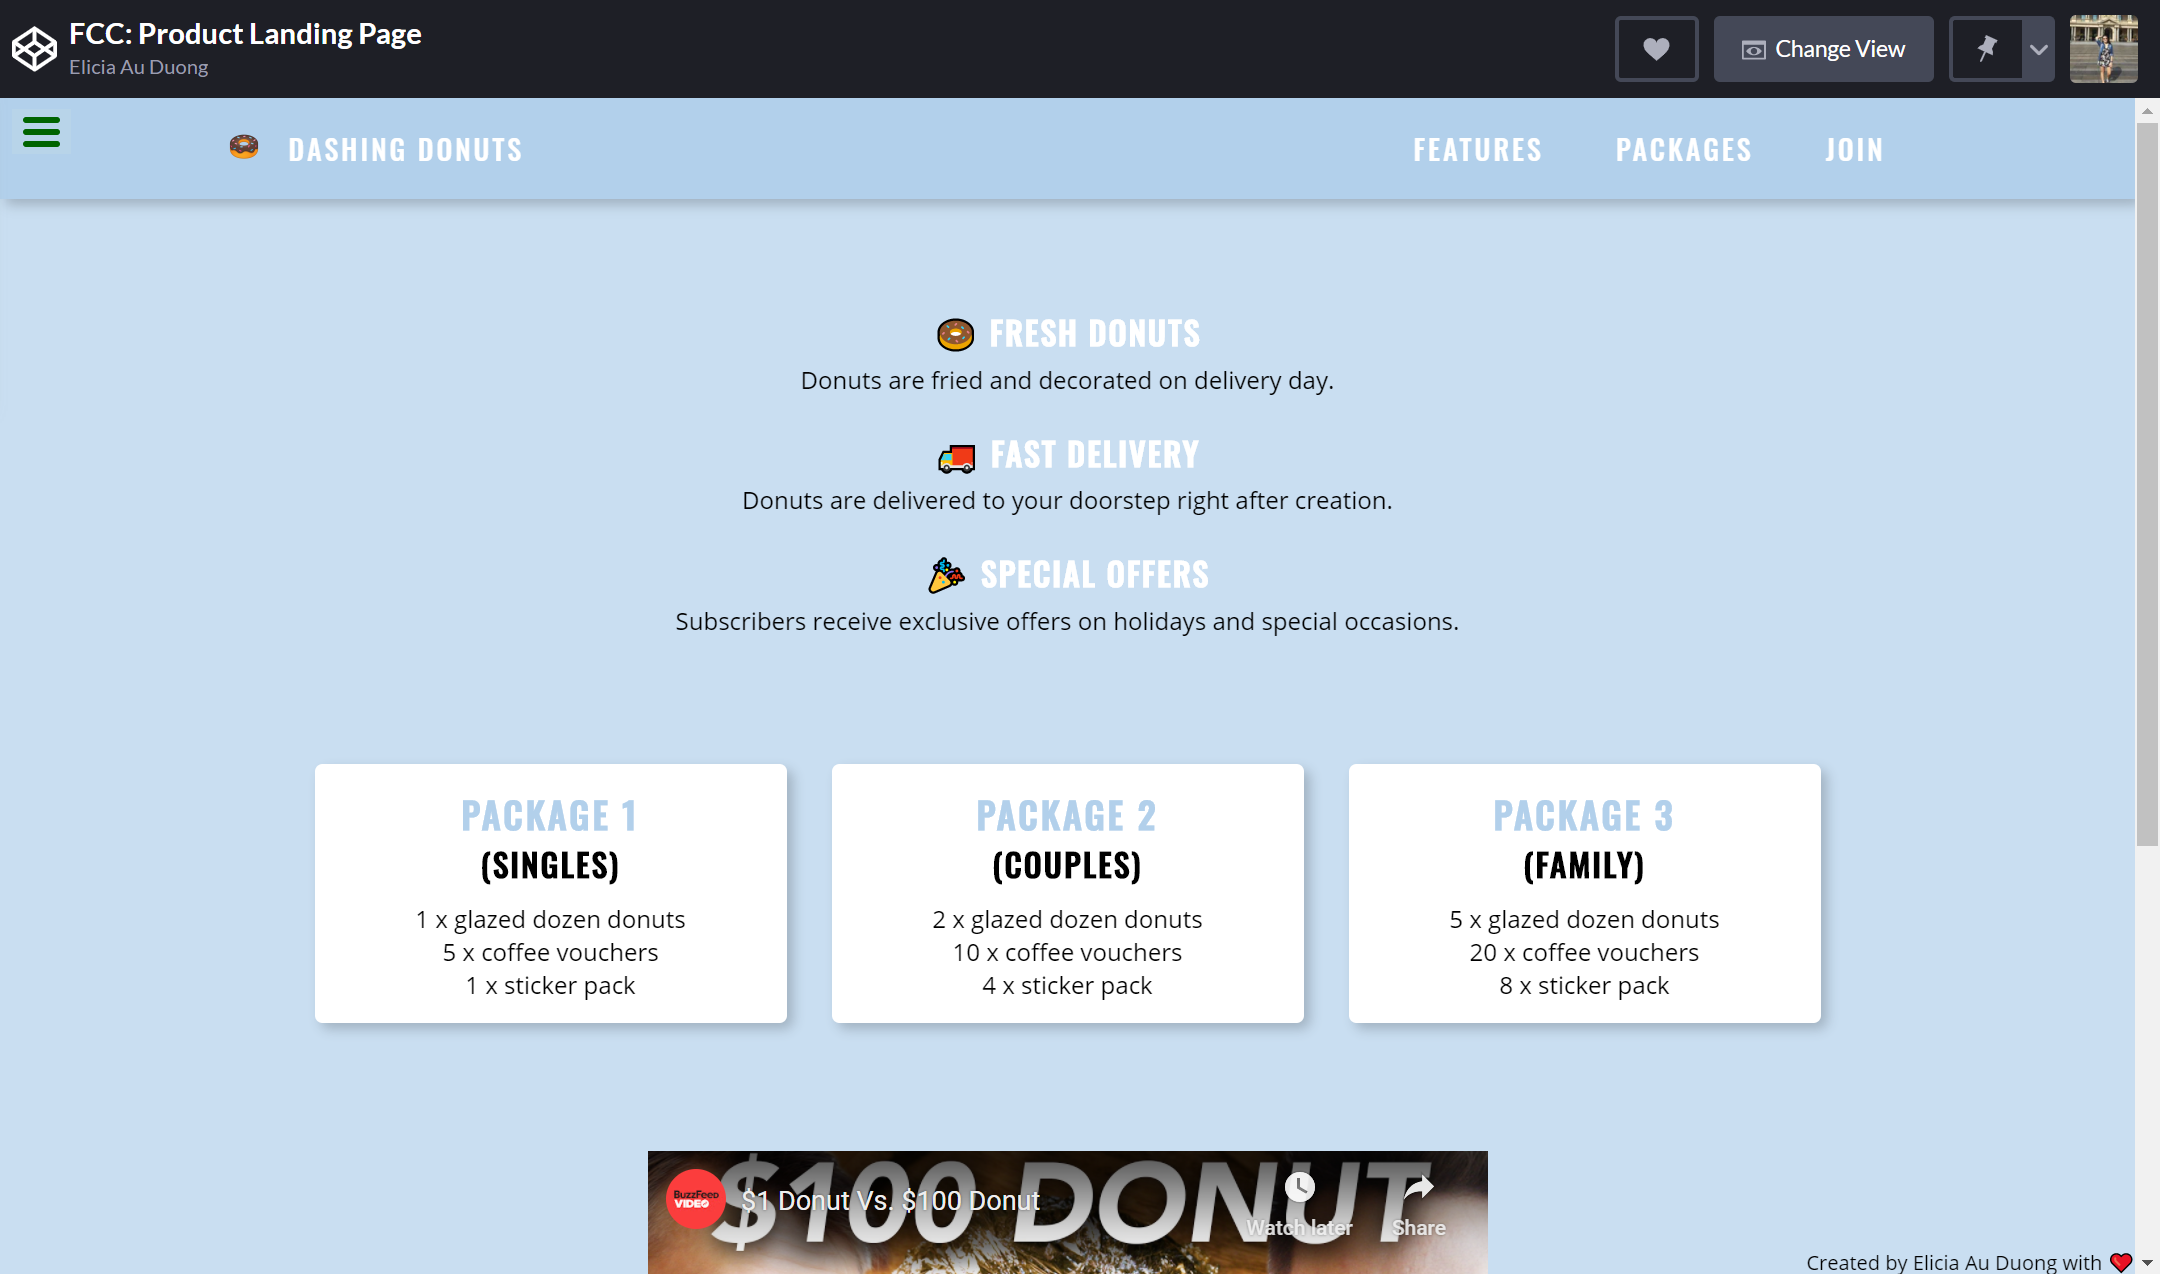 FCC: Product Landing Page
Elicia Au Duong
Change View
DASHING DONUTS
FEATURES PACKAGES JOIN
FRESH DONUTS
Donuts are fried and decorated on delivery day.
FAST DELIVERY
Donuts are delivered to your doorstep right after creation.
SPECIAL OFFERS
Subscribers receive exclusive offers on holidays and special occasions.
PACKAGE 1
(SINGLES)
1 x glazed dozen donuts
5 x coffee vouchers
1 x sticker pack
PACKAGE 2
(COUPLES)
2 x glazed dozen donuts
10 x coffee vouchers
4 x sticker pack
PACKAGE 3
(FAMILY)
5 x glazed dozen donuts
20 x coffee vouchers
8 x sticker pack
$100 DONUT
BuzzFeed
VIDEO
$1 Donut Vs. $100 Donut
Watch later
Share
Created by Elicia Au Duong with ❤